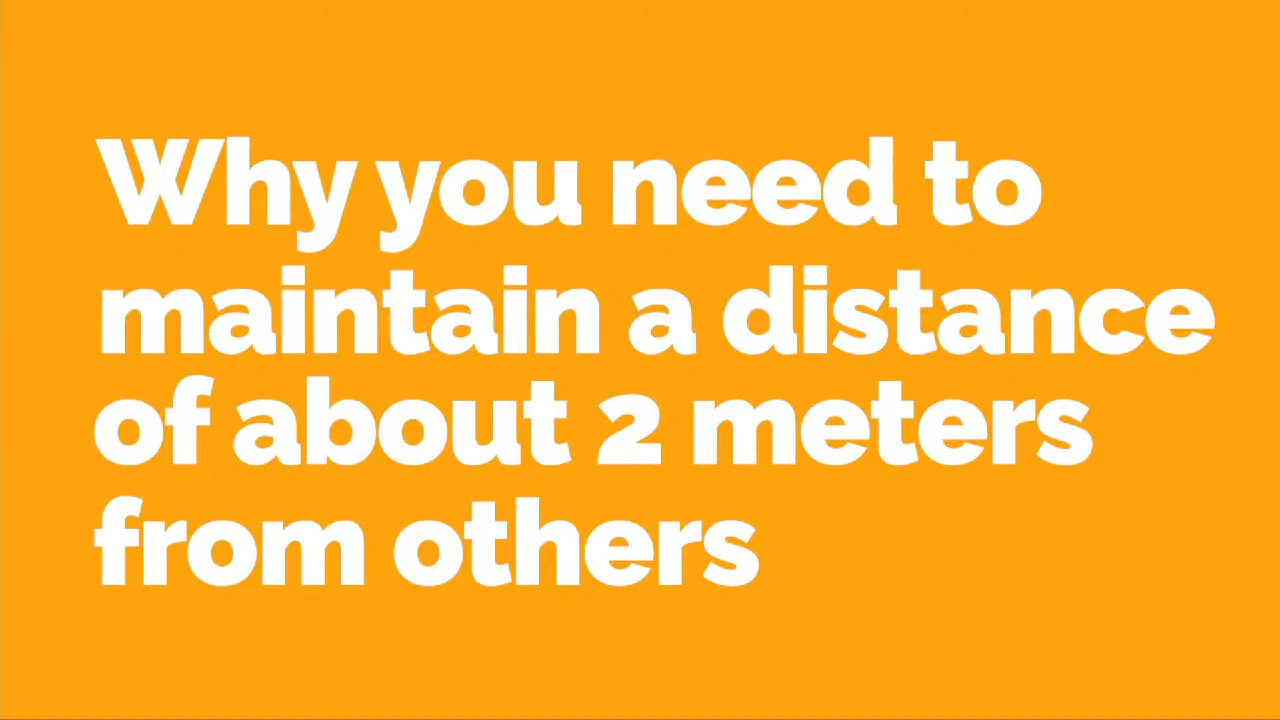 Why you need to
maintain a distance
of about 2 meters
from others